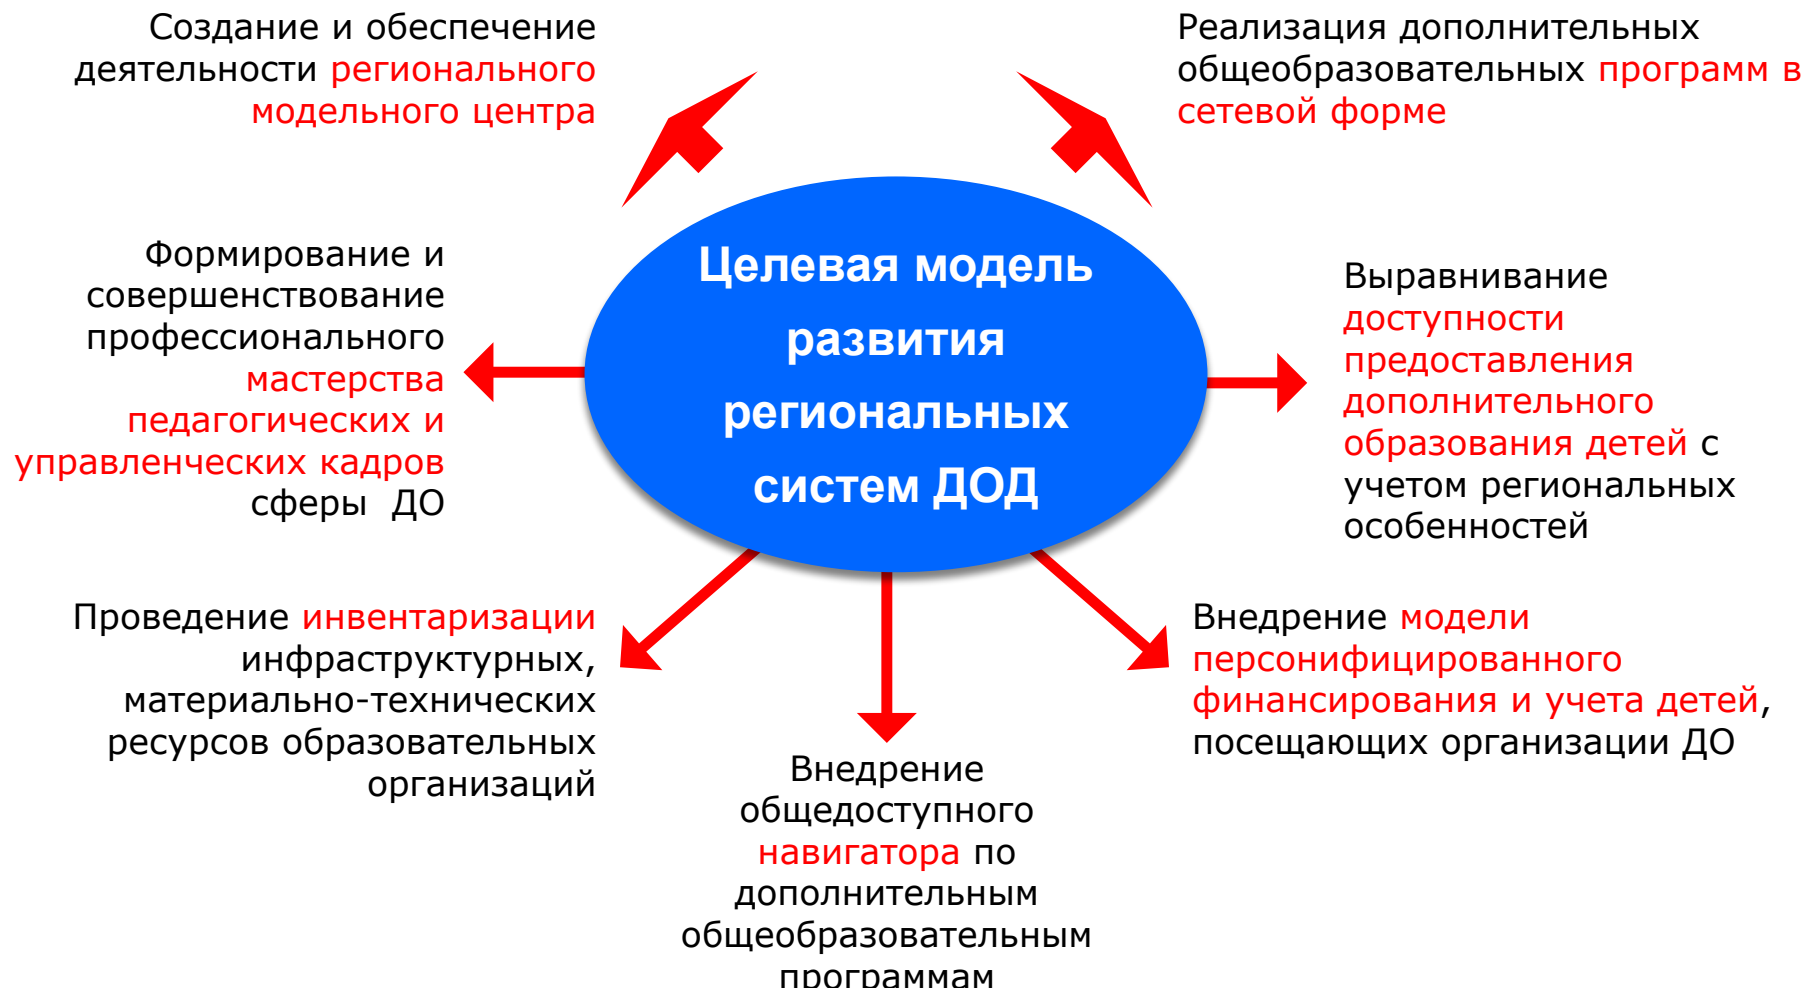 Создание и обеспечение
деятельности регионального
модельного центра
Реализация дополнительных
общеобразовательных программ в
сетевой форме
Формирование и
совершенствование
профессионального
мастерства
педагогических и
управленческих кадров
сферы  ДО
Целевая модель
развития
региональных
систем ДОД
Выравнивание
доступности
предоставления
дополнительного
образования детей с
учетом региональных
особенностей
Проведение инвентаризации
инфраструктурных,
материально-технических
ресурсов образовательных
организаций
Внедрение
общедоступного
навигатора по
дополнительным
общеобразовательным
программам
Внедрение модели
персонифицированного
финансирования и учета детей,
посещающих организации ДО